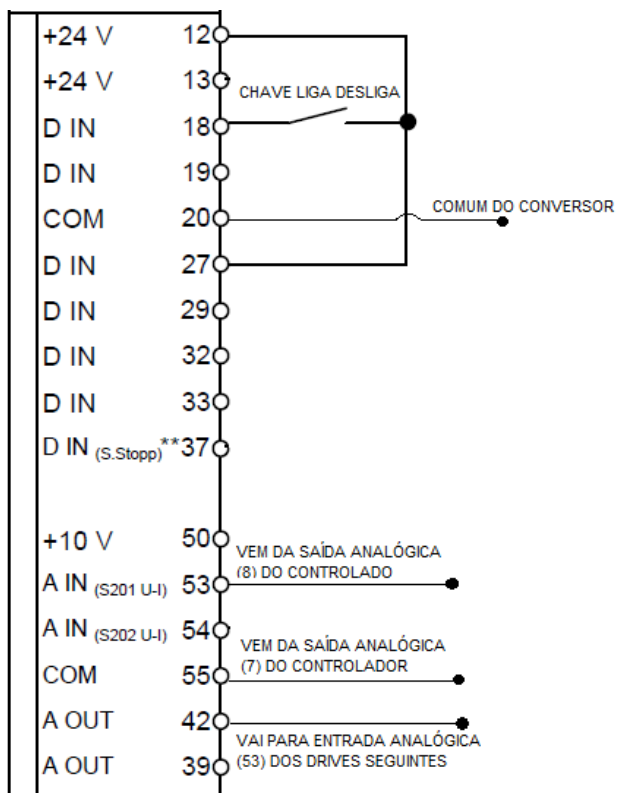 +24 V 12
+24 V 13
CHAVE LIGA DESLIGA
D IN 18
D IN 19
COM 20
COMUM DO CONVERSOR
D IN 27
D IN 29
D IN 32
D IN 33
D IN (S.Stopp)** 37
+10 V 50
VEM DA SAÍDA ANALÓGICA
(8) DO CONTROLADO
A IN (S201 U-I) 53
A IN (S202 U-I) 54
VEM DA SAÍDA ANALÓGICA
(7) DO CONTROLADOR
COM 55
A OUT 42
VAI PARA ENTRADA ANALÓGICA
(53) DOS DRIVES SEGUINTES
A OUT 39